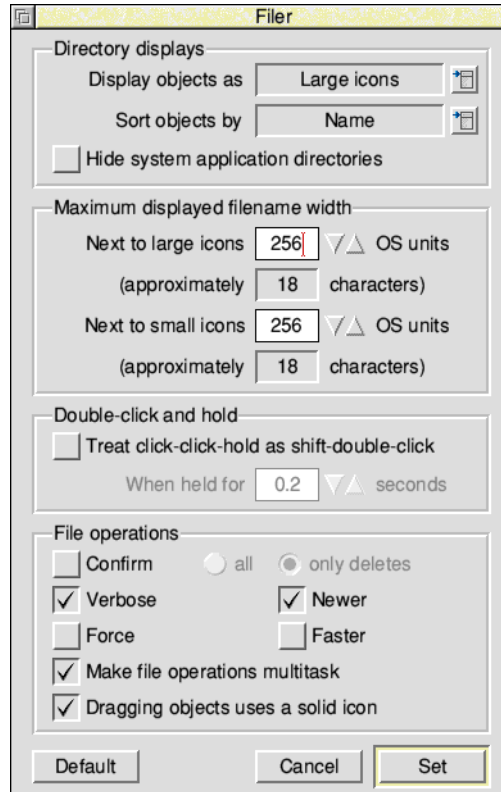 Filer
Directory displays
Display objects as Large icons
Sort objects by Name
Hide system application directories
Maximum displayed filename width
Next to large icons 256 OS units
(approximately 18 characters)
Next to small icons 256 OS units
(approximately 18 characters)
Double-click and hold
Treat click-click-hold as shift-double-click
When held for 0.2 seconds
File operations
Confirm all only deletes
Verbose Newer
Force Faster
Make file operations multitask
Dragging objects uses a solid icon
Default Cancel Set